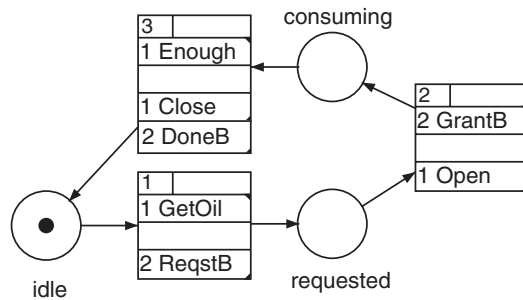 consuming
3
1 Enough
1 Close
2 DoneB
2
2 GrantB
1 Open
1
1 GetOil
2 ReqstB
idle
requested